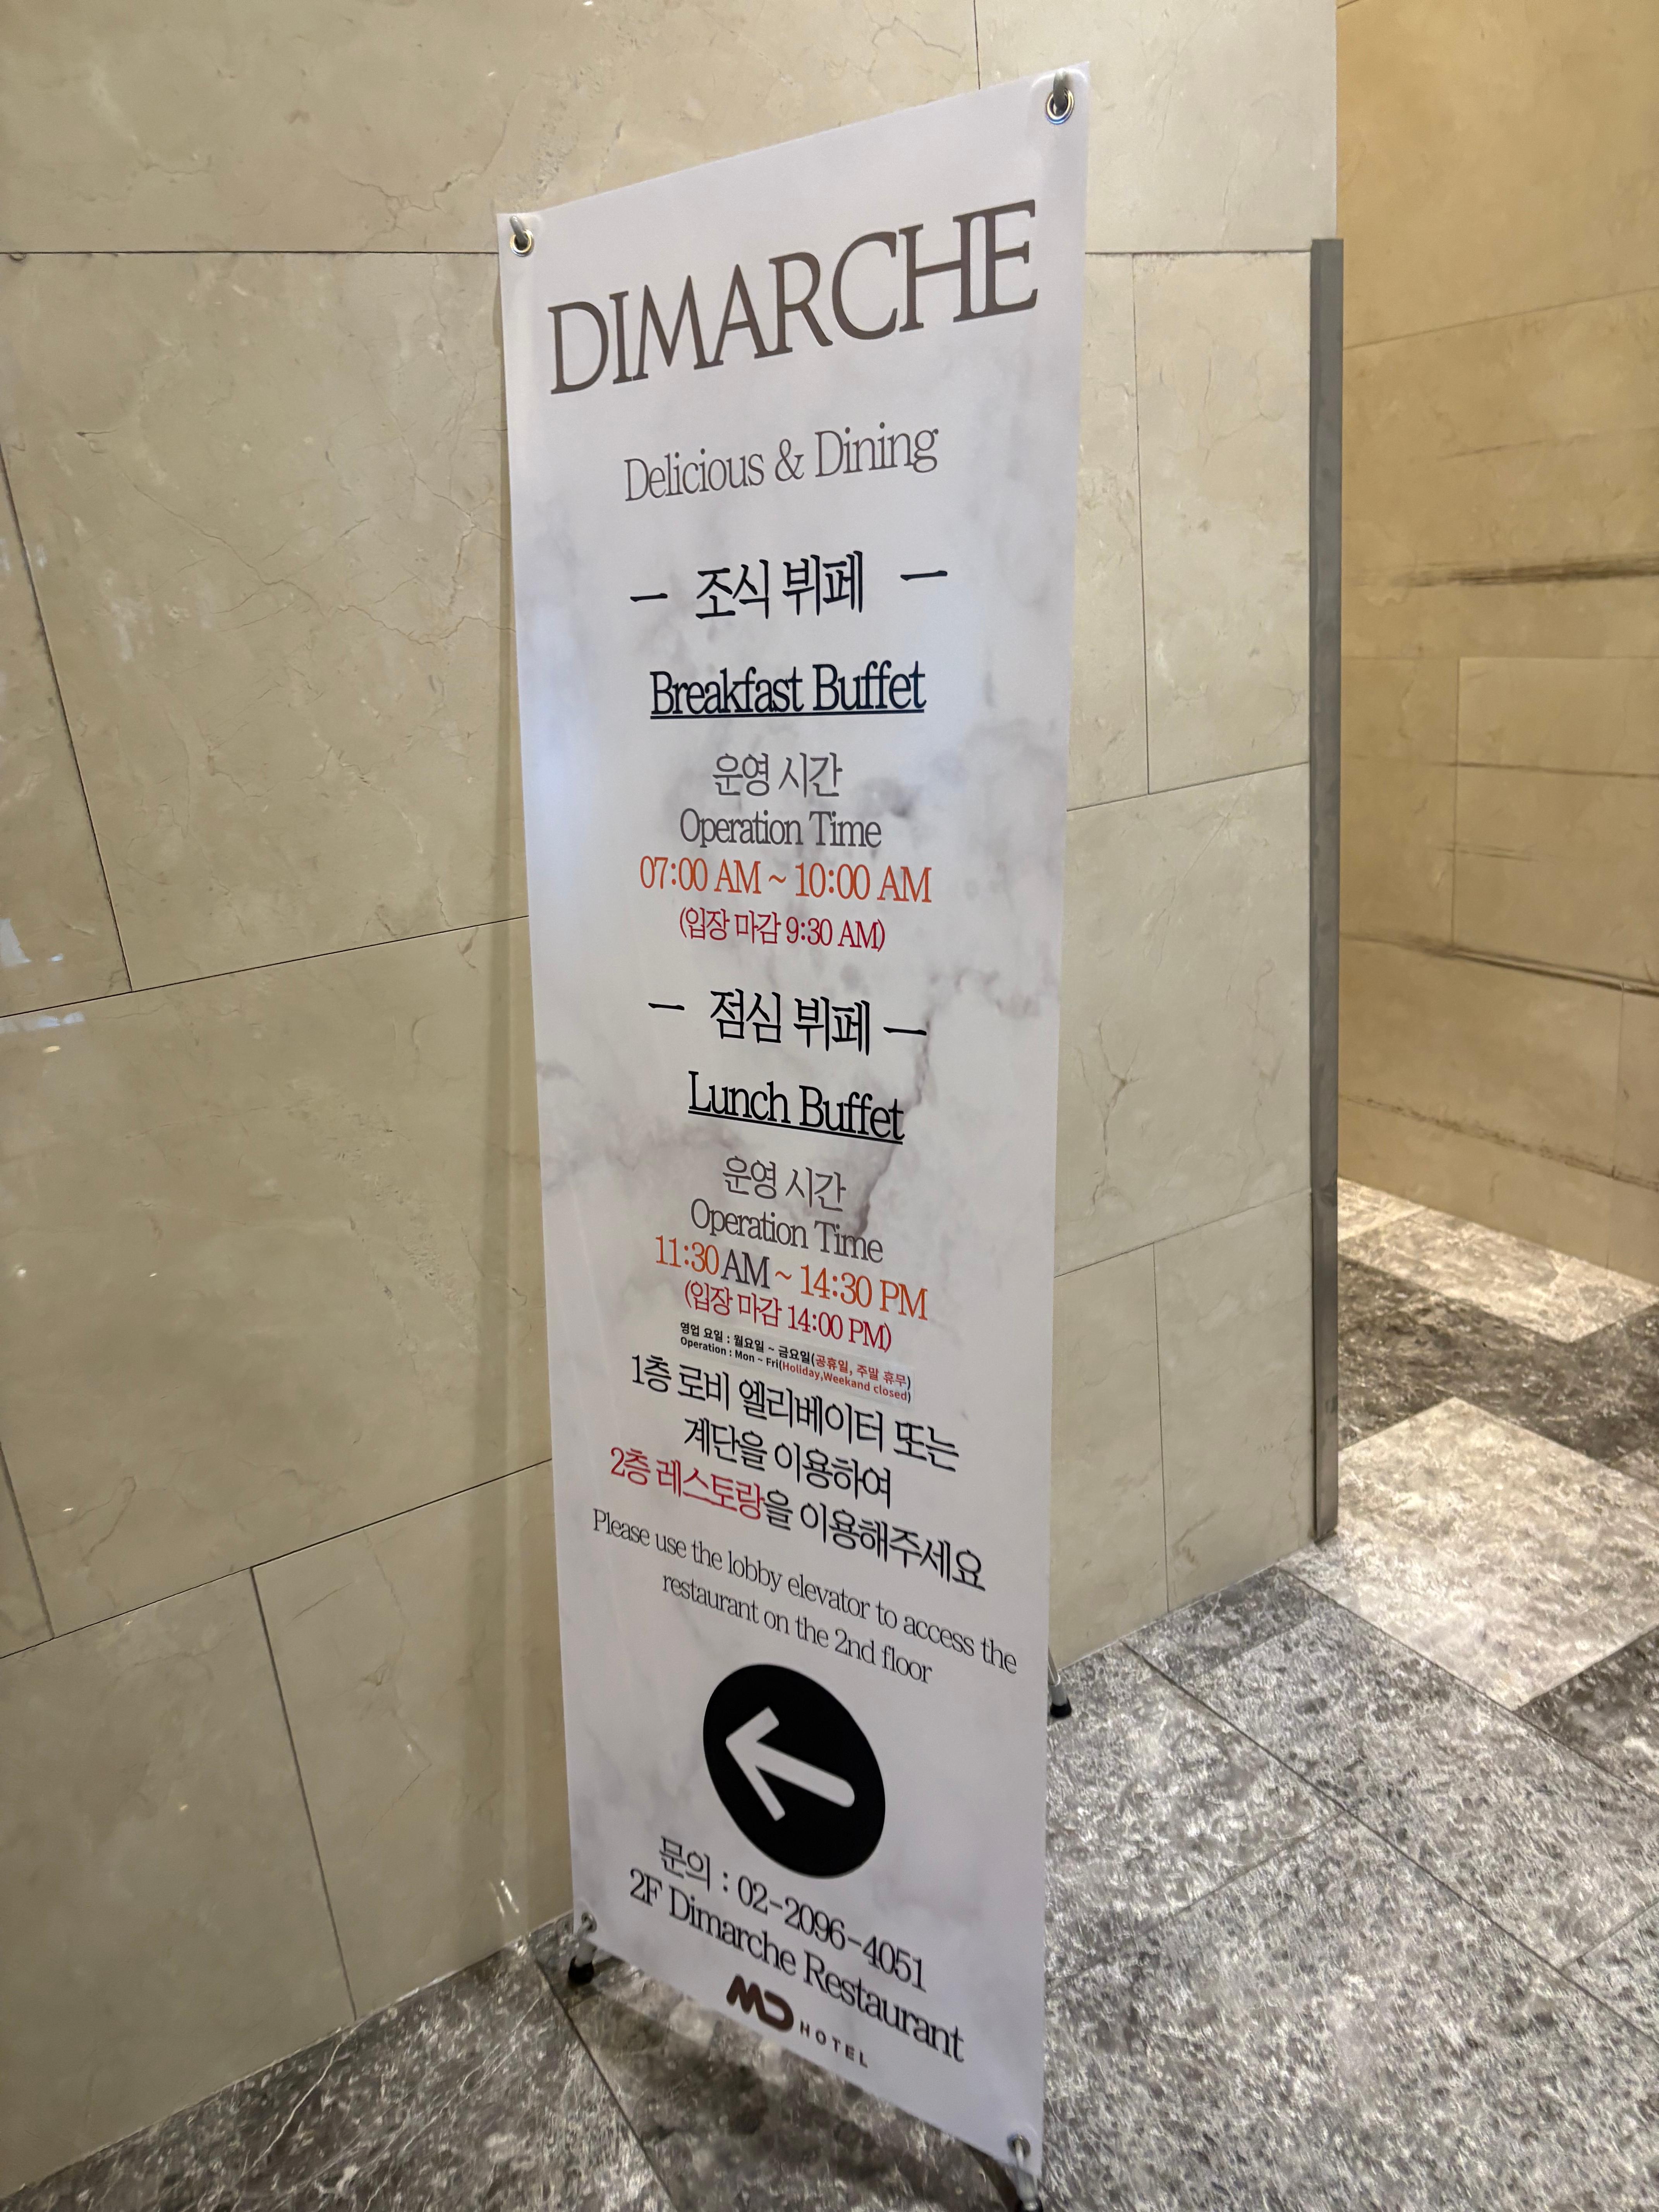 DIMARCHE
Delicious & Dining
— 조식 뷔페 —
Breakfast Buffet
운영 시간
Operation Time
07:00 AM ~ 10:00 AM
(입장 마감 9:30 AM)
— 점심 뷔페 —
Lunch Buffet
운영 시간
Operation Time
11:30 AM ~ 14:30 PM
(입장 마감 14:00 PM)
영업 요일 : 월요일 ~ 금요일(공휴일, 주말 휴무)
Operation : Mon ~ Fri(Holiday,Weekand closed)
1층 로비 엘리베이터 또는
계단을 이용하여
2층 레스토랑을 이용해주세요
Please use the lobby elevator to access the
restaurant on the 2nd floor
문의 : 02-2096-4051
2F Dimarche Restaurant
MD HOTEL